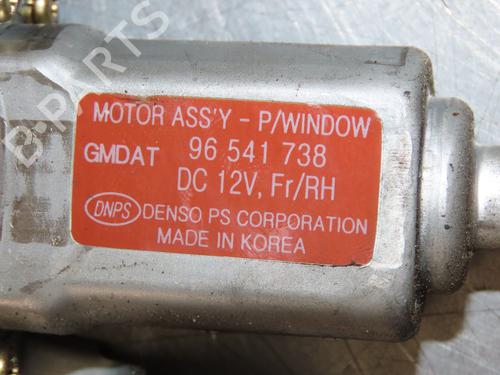 B-PARTS
MOTOR ASS'Y - P/WINDOW
GMDAT 96 541 738
DC 12V, Fr/RH
DNPS DENSO PS CORPORATION
MADE IN KOREA